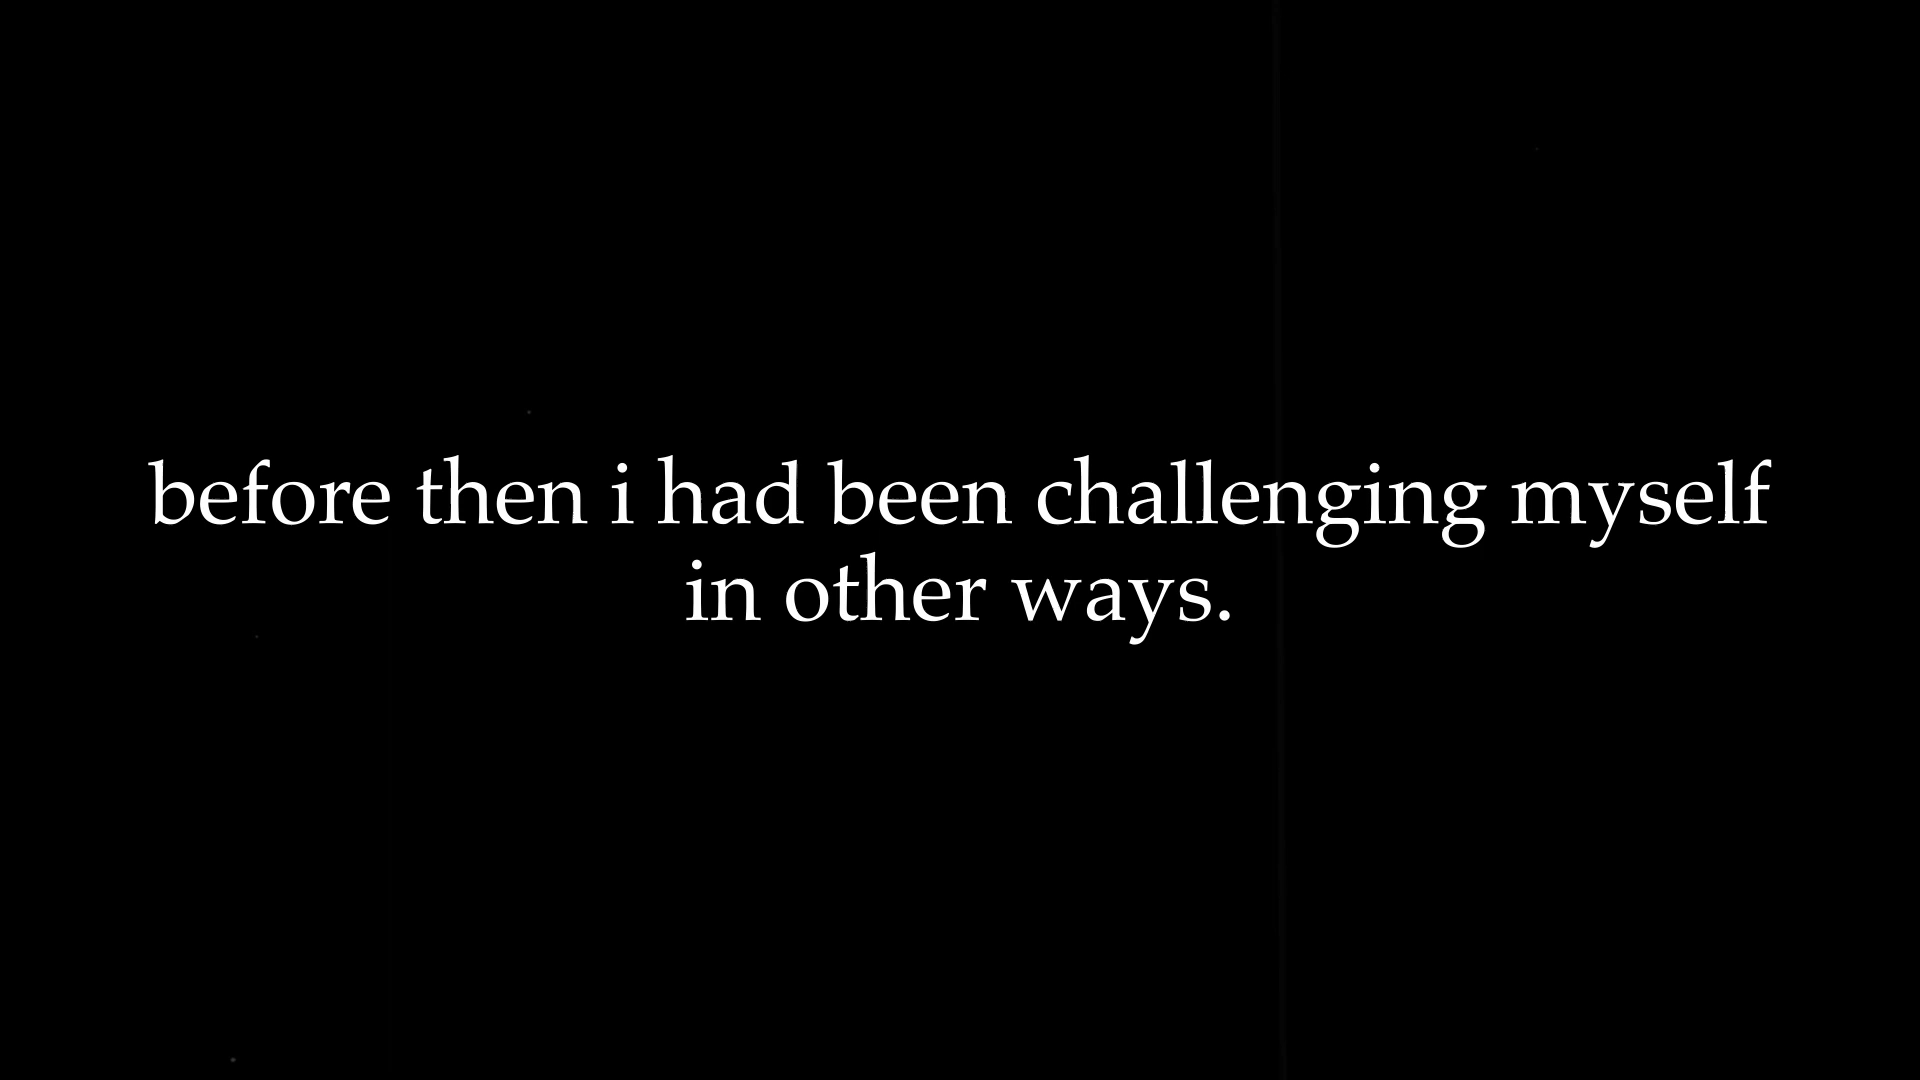 before then i had been challenging myself
in other ways.